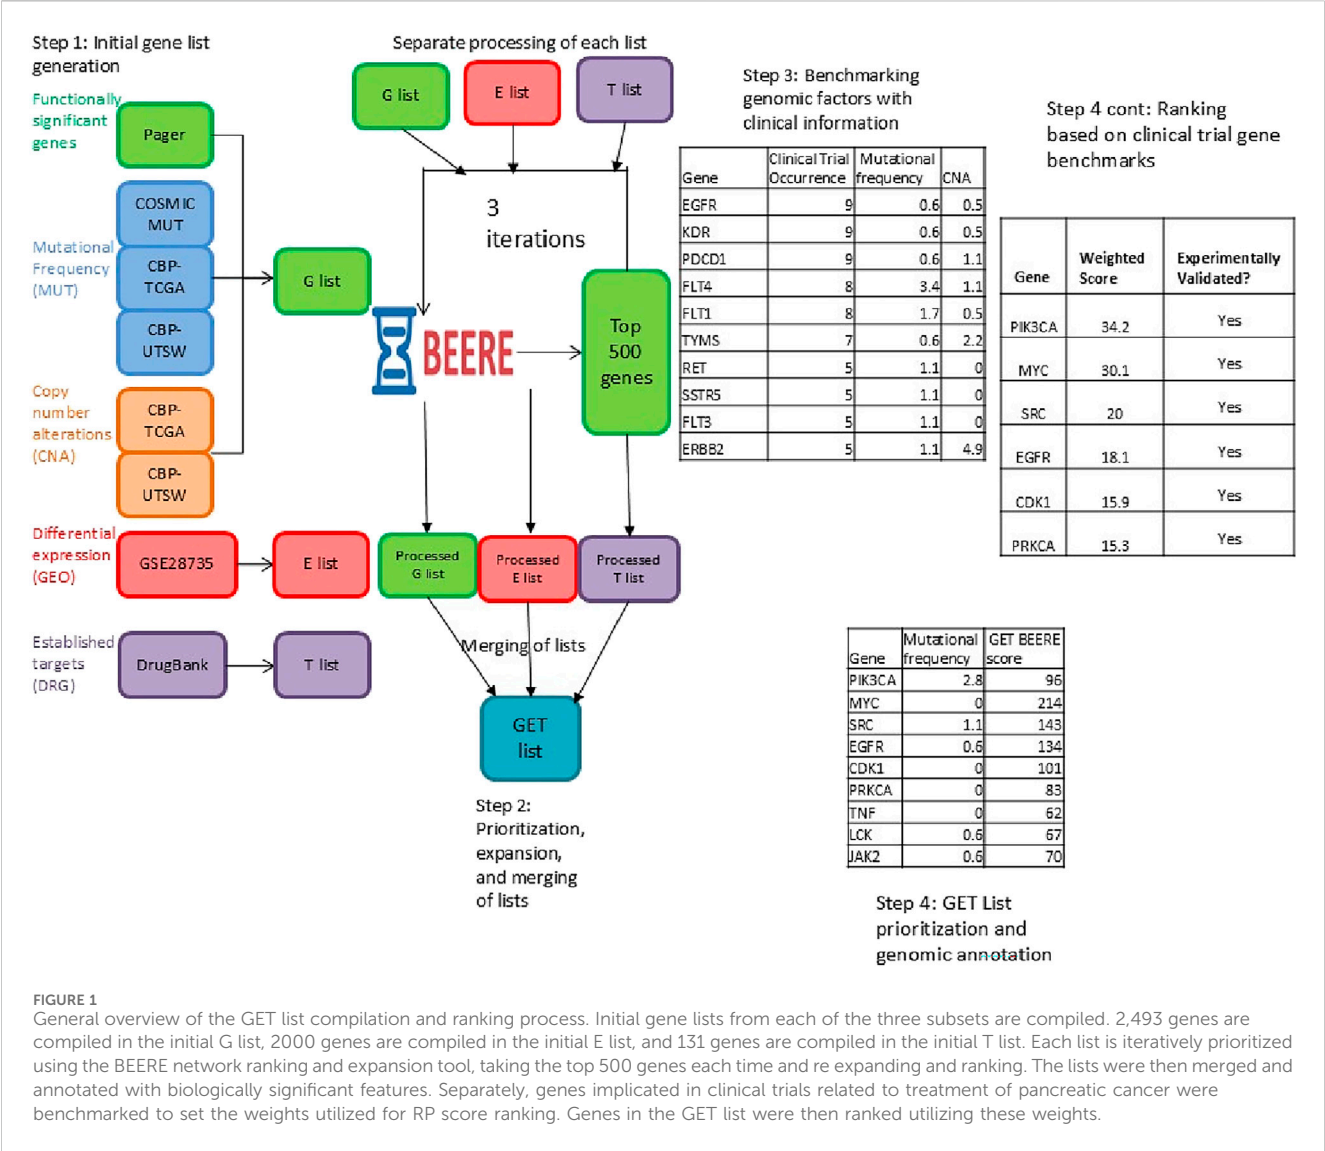 Step 1: Initial gene list
generation
Functionally
significant
genes
Pager
Mutational
Frequency
(MUT)
COSMIC
MUT
CBP-
TCGA
CBP-
UTSW
G list
Copy
number
alterations
(CNA)
CBP-
TCGA
CBP-
UTSW
Differential
expression
(GEO)
GSE28735
E list
Established
targets
(DRG)
DrugBank
T list
Separate processing of each list
G list
E list
T list
3
iterations
BEERE
Top
500
genes
Processed
G list
Processed
E list
Processed
T list
Merging of lists
GET
list
Step 2:
Prioritization,
expansion,
and merging
of lists
Step 3: Benchmarking
genomic factors with
clinical information
Gene Clinical Trial Occurrence Mutational frequency CNA
EGFR 9 0.6 0.5
KDR 9 0.6 0.5
PDCD1 9 0.6 1.1
FLT4 8 3.4 1.1
FLT1 8 1.7 0.5
TYMS 7 0.6 2.2
RET 5 1.1 0
SSTR5 5 1.1 0
FLT3 5 1.1 0
ERBB2 5 1.1 4.9
Step 4 cont: Ranking
based on clinical trial gene
benchmarks
Gene Weighted Score Experimentally Validated?
PIK3CA 34.2 Yes
MYC 30.1 Yes
SRC 20 Yes
EGFR 18.1 Yes
CDK1 15.9 Yes
PRKCA 15.3 Yes
Gene Mutational frequency GET BEERE score
PIK3CA 2.8 96
MYC 0 214
SRC 1.1 143
EGFR 0.6 134
CDK1 0 101
PRKCA 0 83
TNF 0 62
LCK 0.6 67
JAK2 0.6 70
Step 4: GET List
prioritization and
genomic annotation
FIGURE 1
General overview of the GET list compilation and ranking process. Initial gene lists from each of the three subsets are compiled. 2,493 genes are
compiled in the initial G list, 2000 genes are compiled in the initial E list, and 131 genes are compiled in the initial T list. Each list is iteratively prioritized
using the BEERE network ranking and expansion tool, taking the top 500 genes each time and re expanding and ranking. The lists were then merged and
annotated with biologically significant features. Separately, genes implicated in clinical trials related to treatment of pancreatic cancer were
benchmarked to set the weights utilized for RP score ranking. Genes in the GET list were then ranked utilizing these weights.